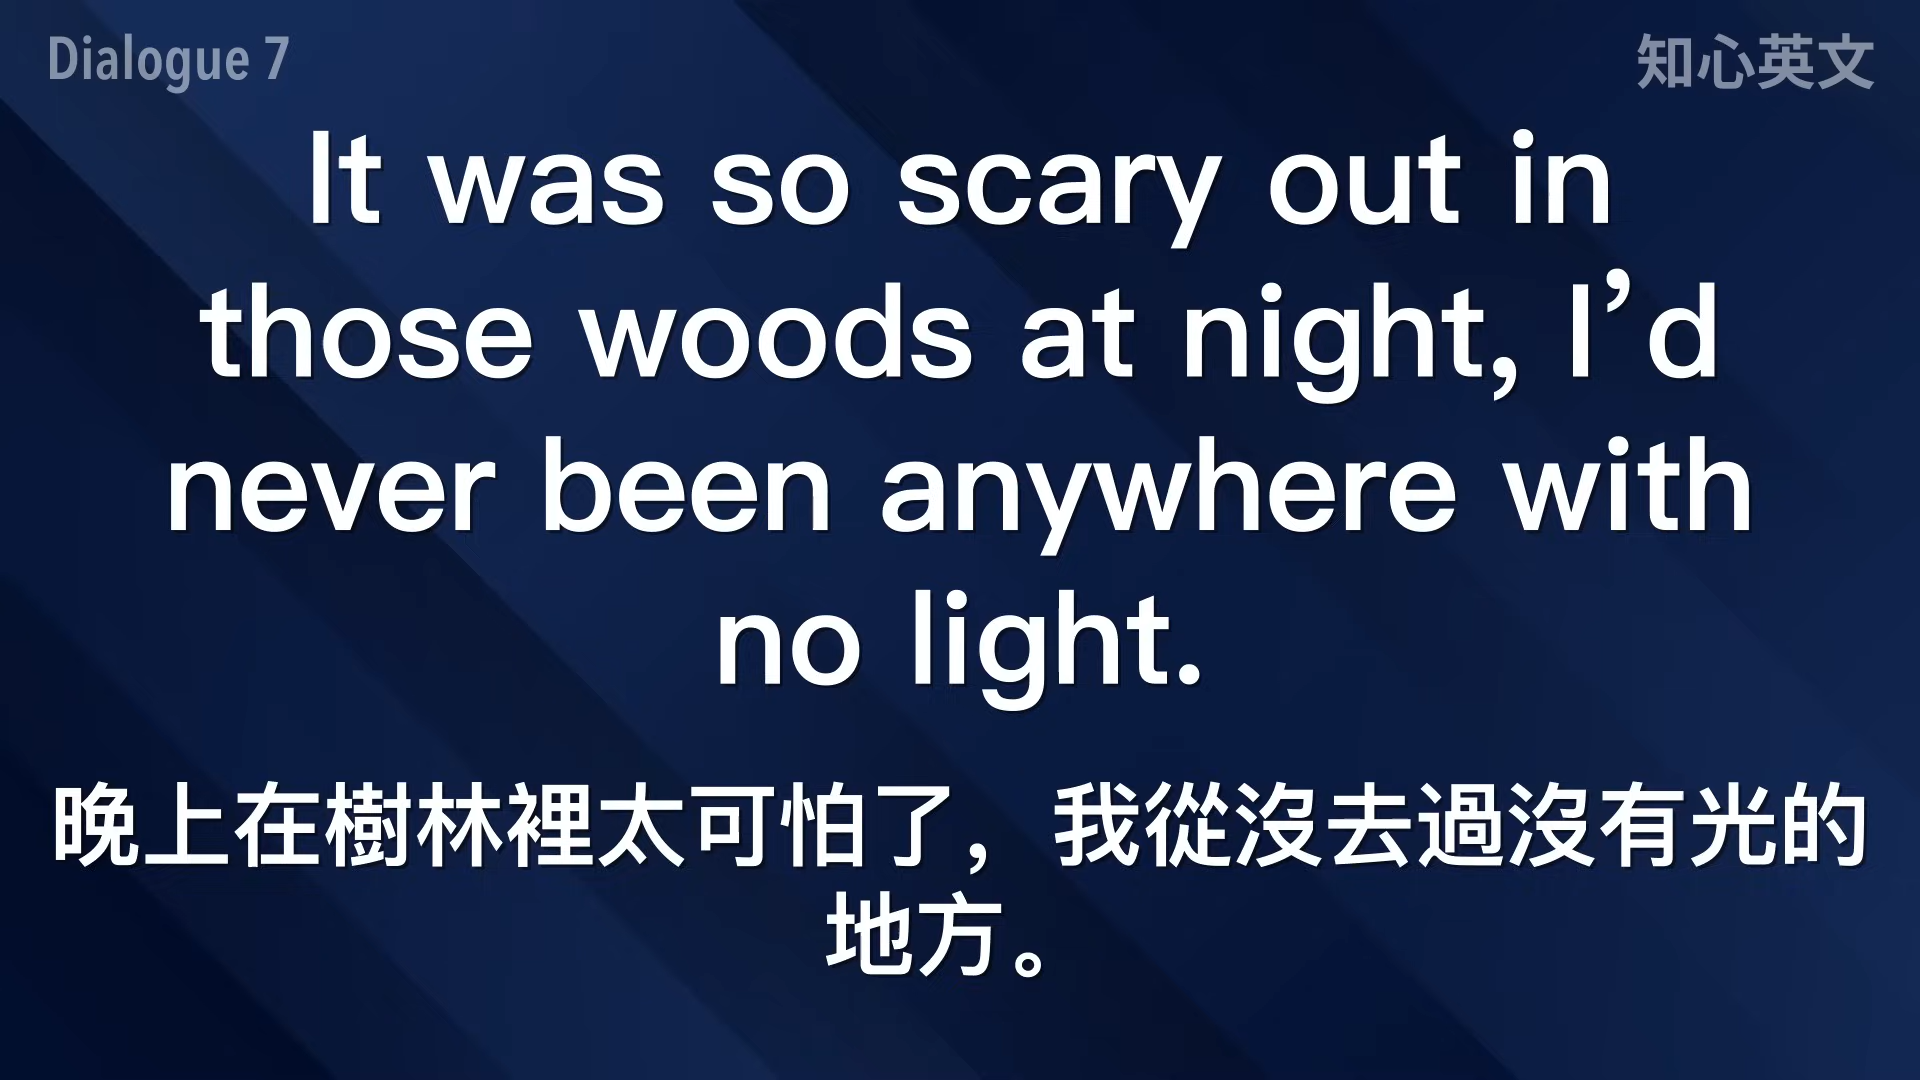 Dialogue 7
知心英文
It was so scary out in
those woods at night, I’d
never been anywhere with
no light.
晚上在樹林裡太可怕了，我從沒去過沒有光的
地方。